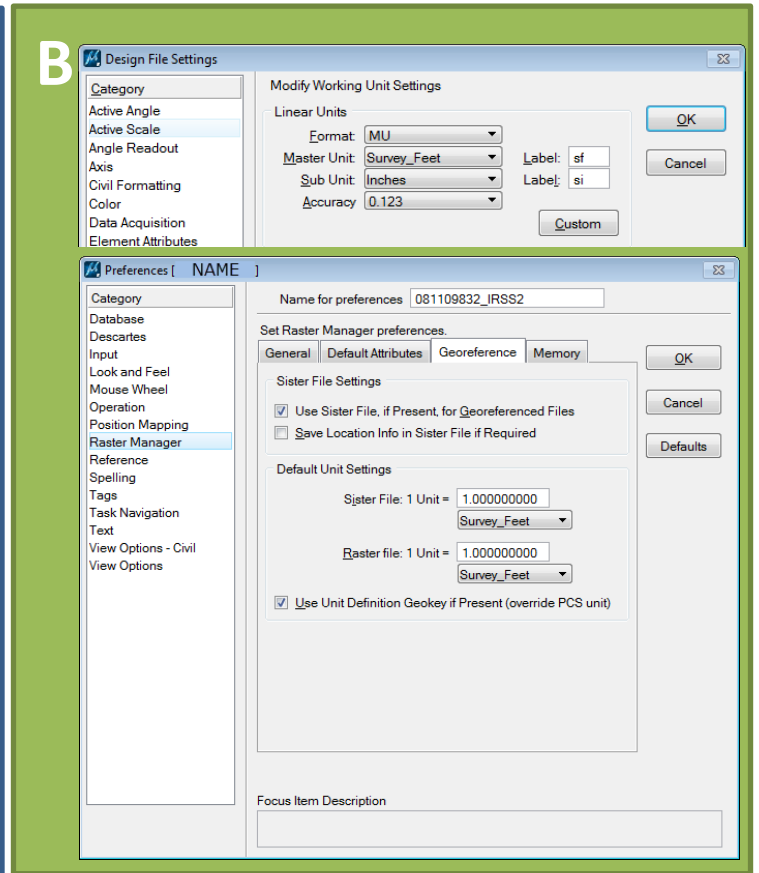 B
Design File Settings
Category
Active Angle
Active Scale
Angle Readout
Axis
Civil Formatting
Color
Data Acquisition
Element Attributes
Modify Working Unit Settings
Linear Units
Format: MU
Master Unit: Survey_Feet Label: sf
Sub Unit: Inches Label: si
Accuracy 0.123
Custom
OK
Cancel
Preferences [ NAME ]
Category
Database
Descartes
Input
Look and Feel
Mouse Wheel
Operation
Position Mapping
Raster Manager
Reference
Spelling
Tags
Task Navigation
Text
View Options - Civil
View Options
Name for preferences 081109832_IRSS2
Set Raster Manager preferences.
General Default Attributes Georeference Memory
Sister File Settings
Use Sister File, if Present, for Georeferenced Files
Save Location Info in Sister File if Required
Default Unit Settings
Sister File: 1 Unit = 1.000000000
Survey_Feet
Raster file: 1 Unit = 1.000000000
Survey_Feet
Use Unit Definition Geokey if Present (override PCS unit)
OK
Cancel
Defaults
Focus Item Description